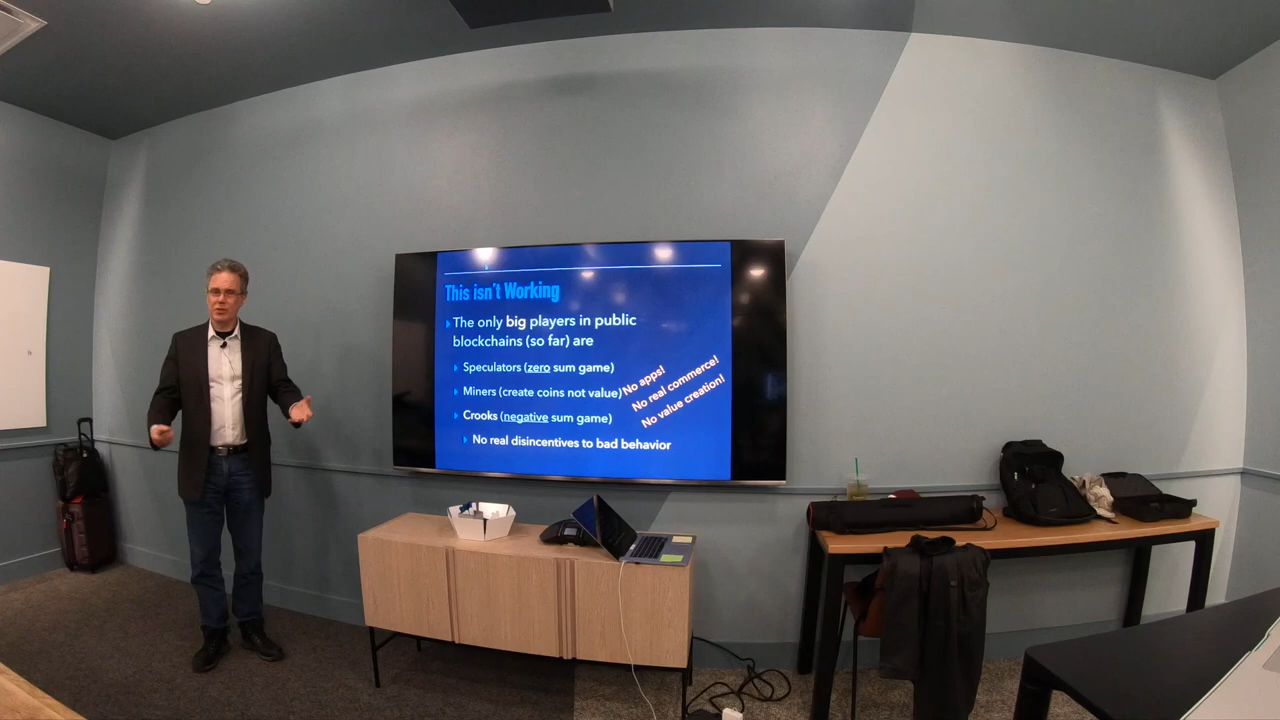 This isn't Working
The only big players in public
blockchains (so far) are
Speculators (zero sum game)
Miners (create coins not value)
Crooks (negative sum game)
No real disincentives to bad behavior
No apps!
No real commerce!
No value creation!